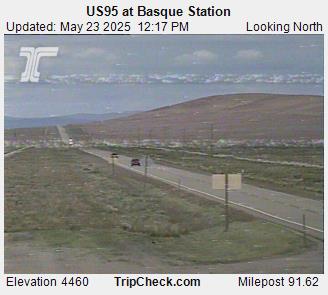 US95 at Basque Station
Updated: May 23 2025 12:17 PM Looking North
Elevation 4460 TripCheck.com Milepost 91.62